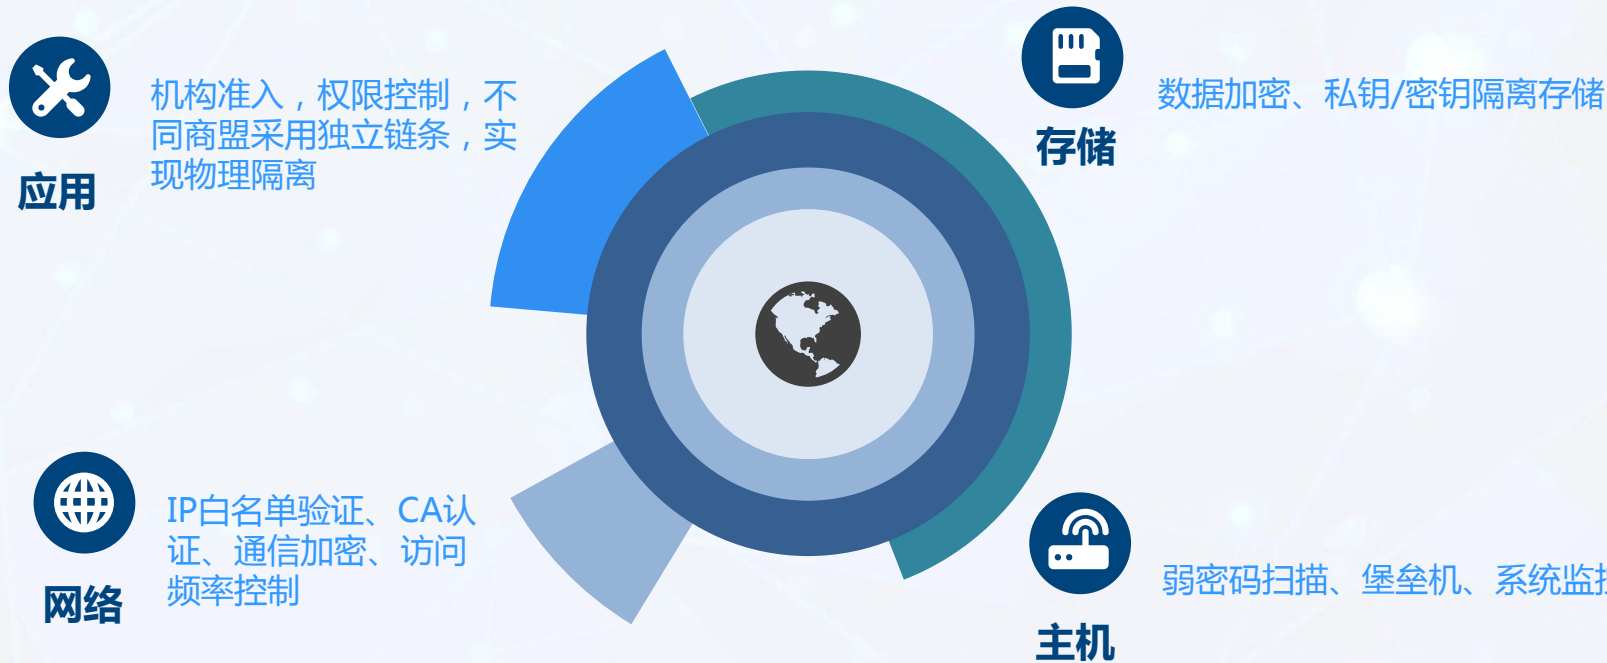 应用
机构准入，权限控制，不
同商盟采用独立链条，实
现物理隔离
存储
数据加密、私钥/密钥隔离存储
网络
IP白名单验证、CA认
证、通信加密、访问
频率控制
主机
弱密码扫描、堡垒机、系统监